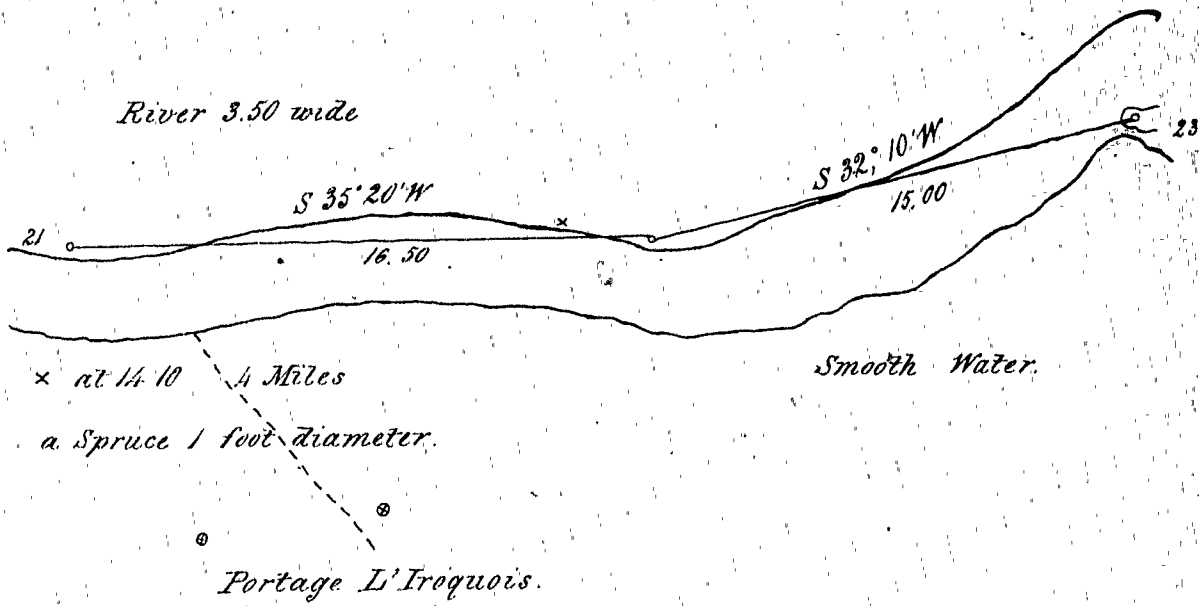 River 3.50 wide
S 35° 20' W
S 32° 10' W
23
15.00
21
16.50
× at 14 10 4 Miles
Smooth Water.
a Spruce 1 foot diameter.
Portage L'Iroquois.